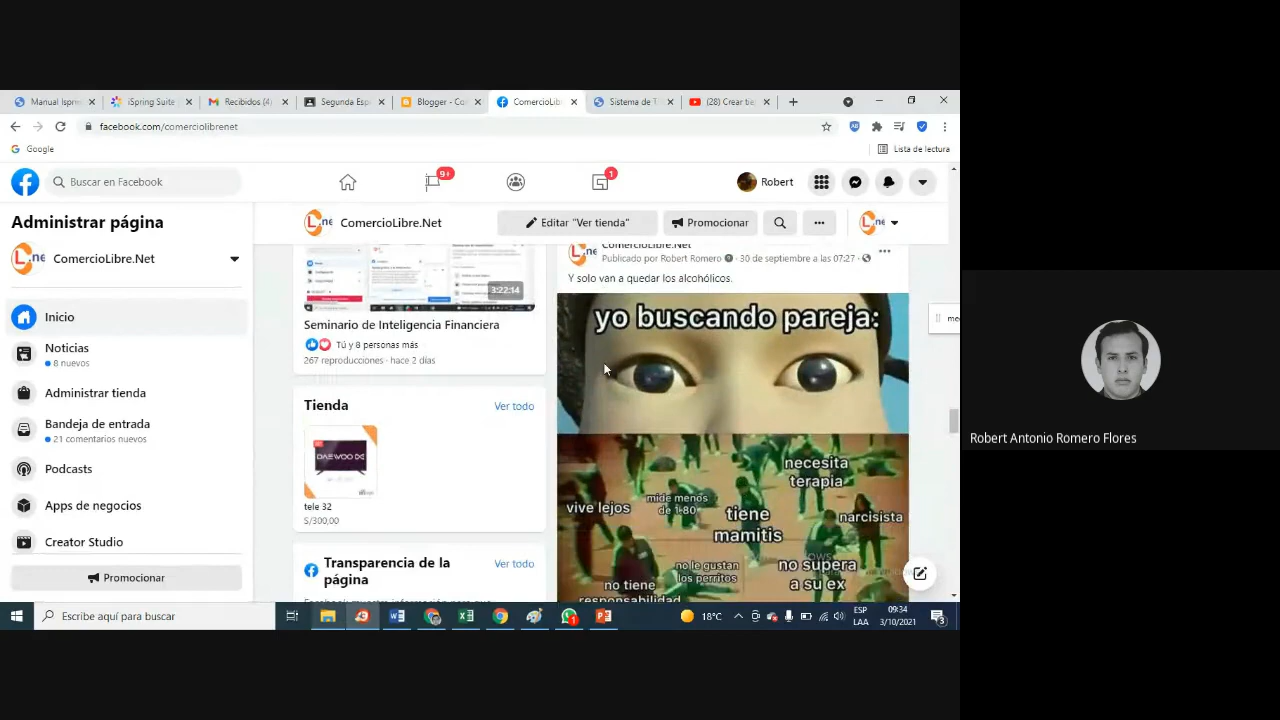 Manual Ispri
iSpring Suite
Recibidos (4)
Segunda Esp
Blogger - Co
ComercioLib
Sistema de T
(28) Crear tie
facebook.com/comerciolibrenet
Google
Lista de lectura
Buscar en Facebook
9+
1
Robert
Administrar página
ComercioLibre.Net
Inicio
Noticias
8 nuevos
Administrar tienda
Bandeja de entrada
21 comentarios nuevos
Podcasts
Apps de negocios
Creator Studio
Promocionar
ComercioLibre.Net
Editar "Ver tienda"
Promocionar
3:22:14
Seminario de Inteligencia Financiera
Tú y 8 personas más
267 reproducciones · hace 2 días
Tienda
Ver todo
DAEWOO
tele 32
S/300,00
Transparencia de la
página
Ver todo
ComercioLibre.Net
Publicado por Robert Romero · 30 de septiembre a las 07:27 ·
Y solo van a quedar los alcohólicos.
yo buscando pareja:
necesita
terapia
vive lejos
mide menos
de 1·80
tiene
mamitis
narcisista
no le gustan
los perritos
no supera
a su ex
no tiene
responsabilidad
Escribe aquí para buscar
18°C
ESP
LAA
09:34
3/10/2021
3
Robert Antonio Romero Flores